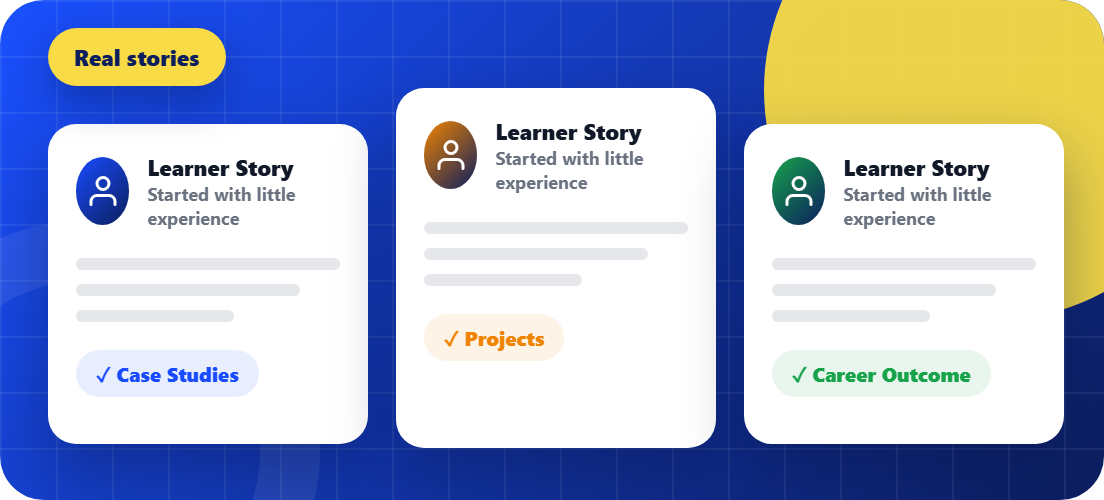 Real stories
Learner Story
Started with little
experience
✓ Case Studies
Learner Story
Started with little
experience
✓ Projects
Learner Story
Started with little
experience
✓ Career Outcome